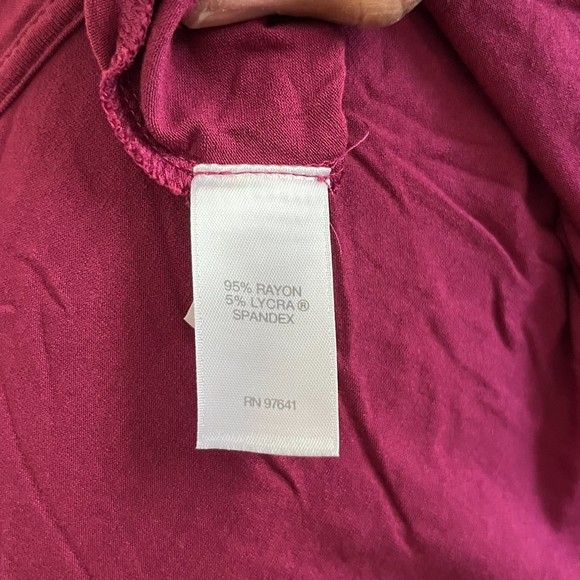 95% RAYON
5% LYCRA®
SPANDEX
RN 97641